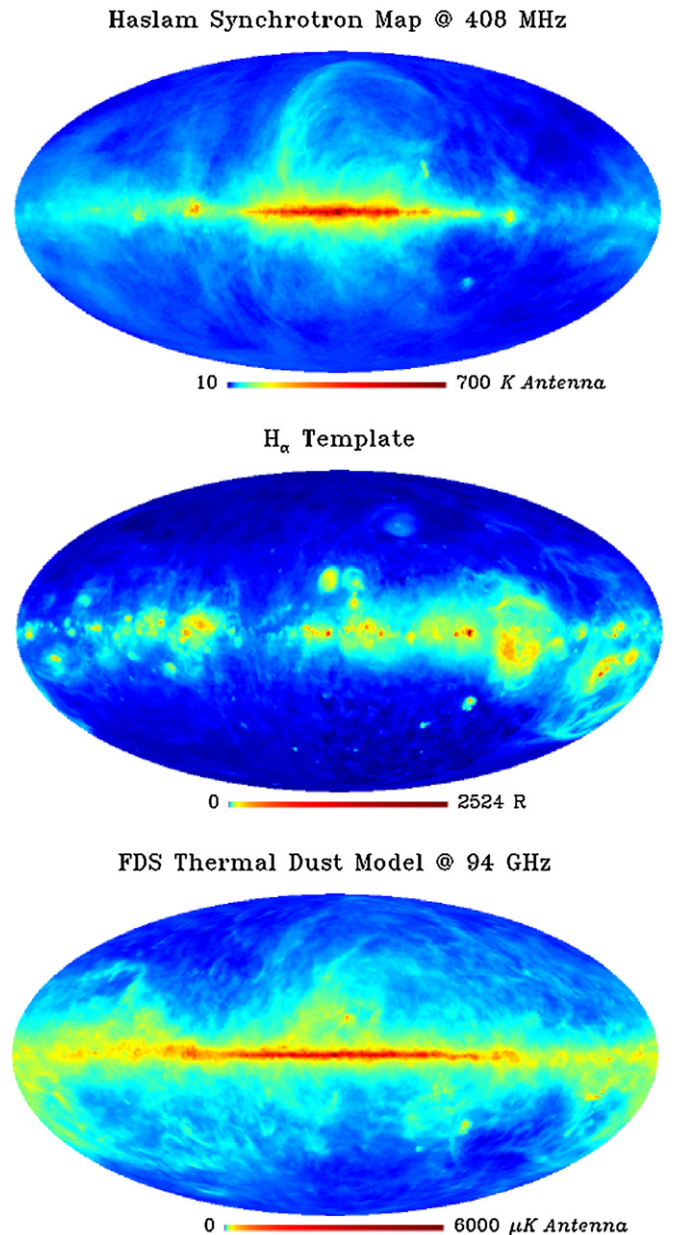 Haslam Synchrotron Map @ 408 MHz
10 700 K Antenna
Hα Template
0 2524 R
FDS Thermal Dust Model @ 94 GHz
0 6000 μK Antenna